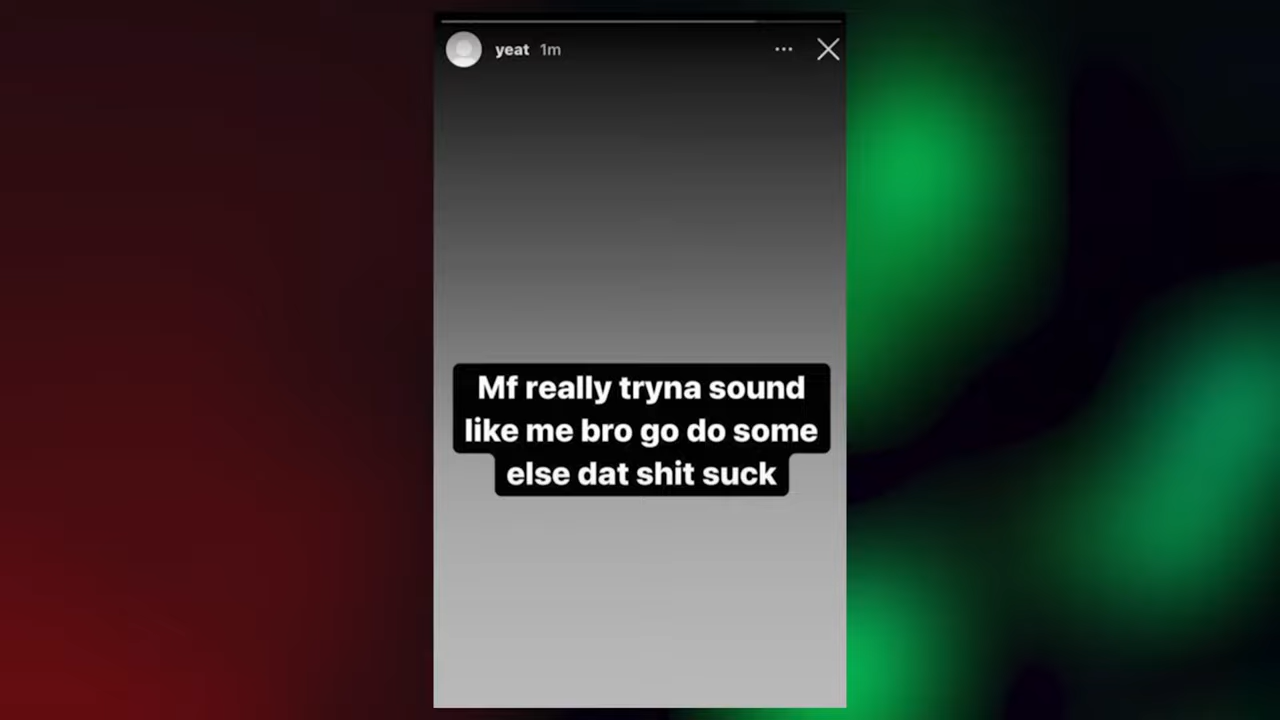 yeat 1m
Mf really tryna sound
like me bro go do some
else dat shit suck